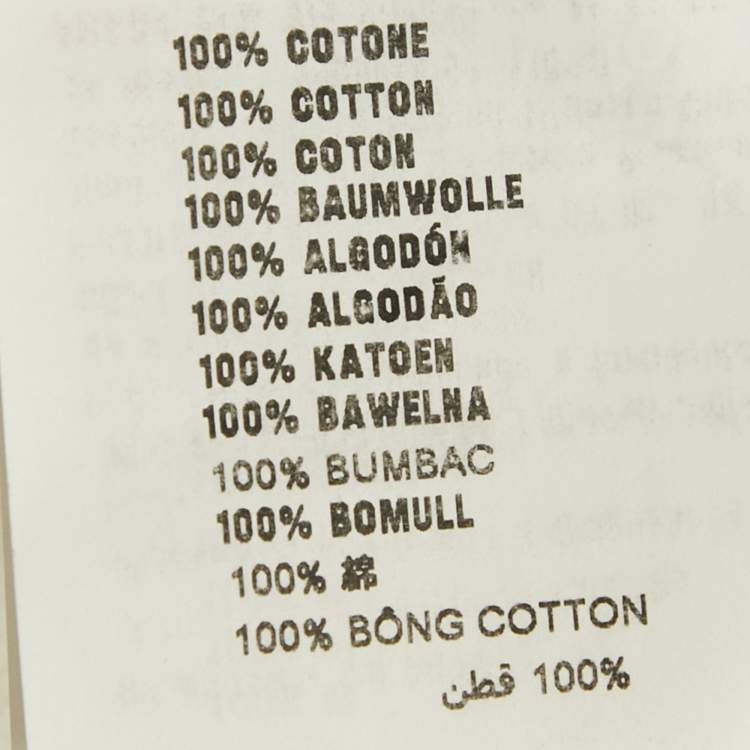 100% COTONE
100% COTTON
100% COTON
100% BAUMWOLLE
100% ALGODÓN
100% ALGODÃO
100% KATOEN
100% BAWELNA
100% BUMBAC
100% BOMULL
100% 綿
100% BÔNG COTTON
100% قطن